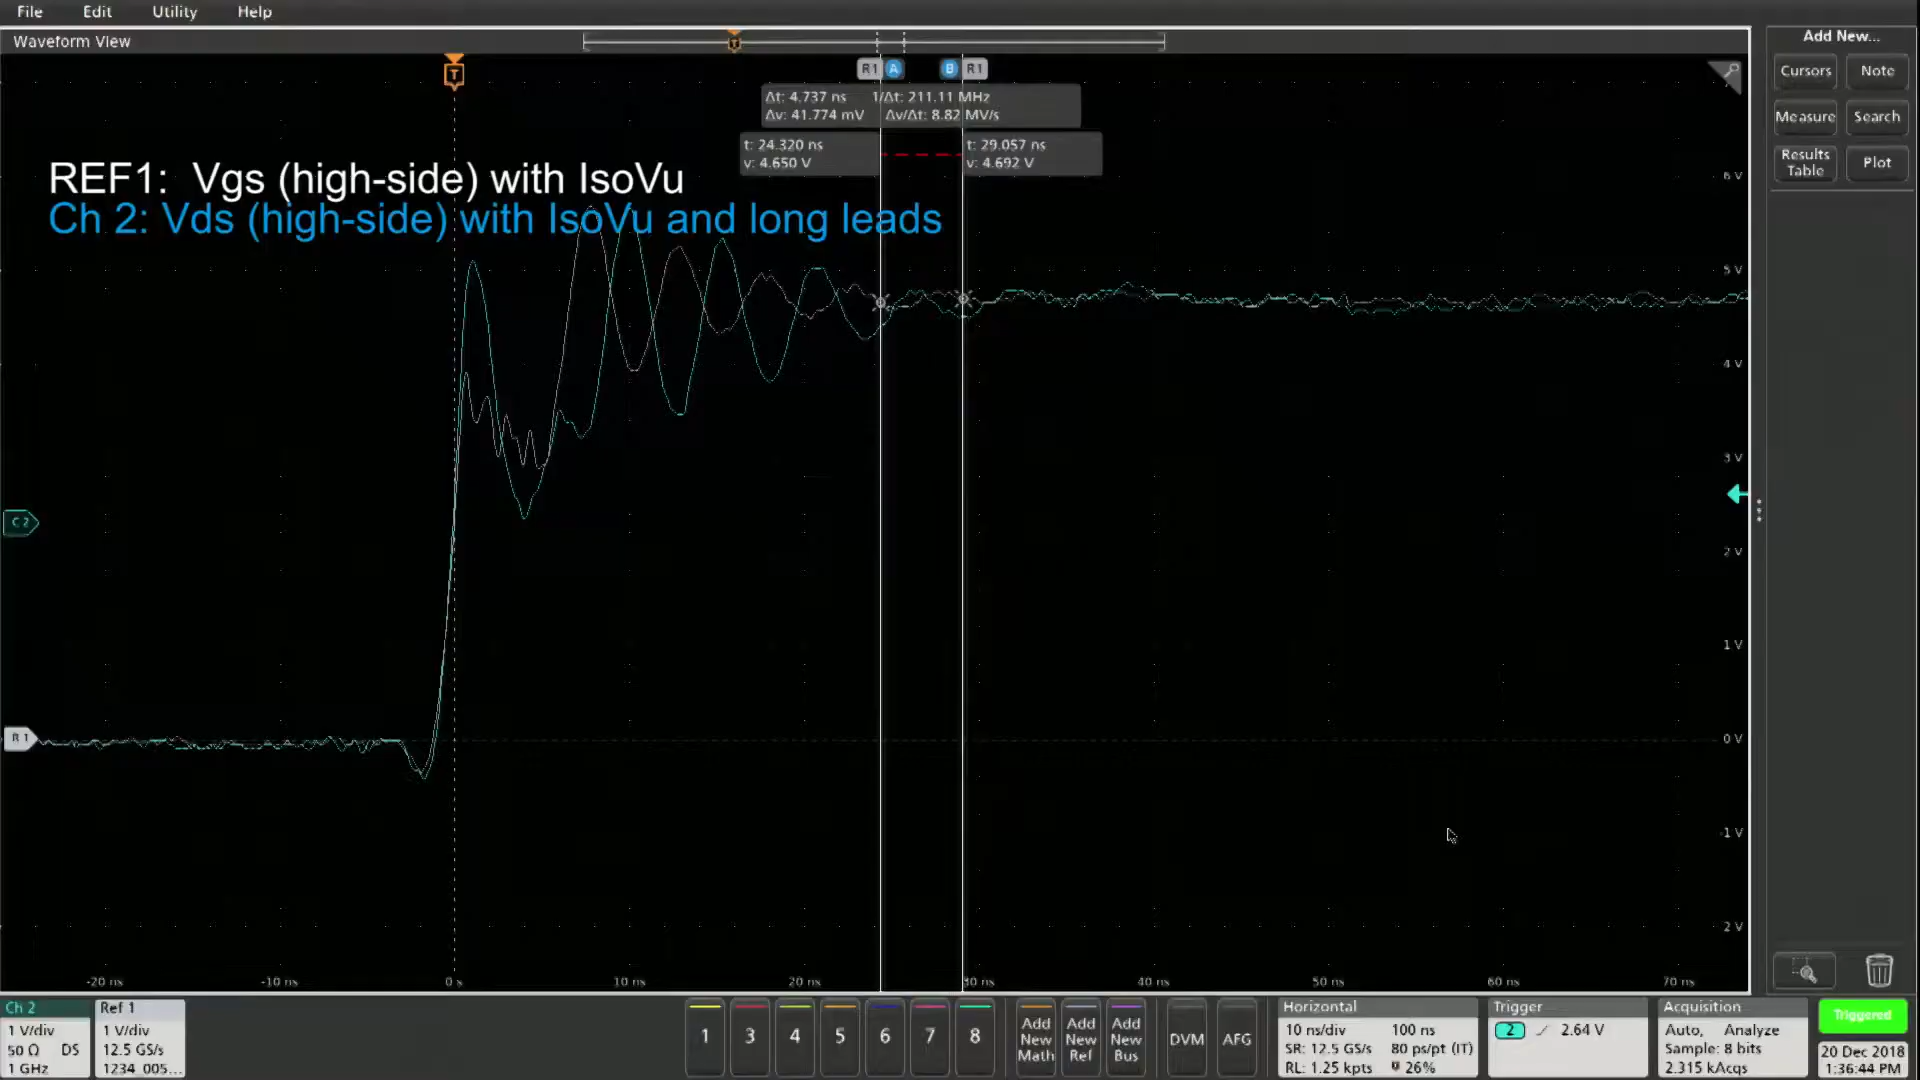 File Edit Utility Help
Waveform View
Add New...
T
T
R1 A B R1
Cursors Note
Δt: 4.737 ns 1/Δt: 211.11 MHz
Δv: 41.774 mV Δv/Δt: 8.82 MV/s
Measure Search
t: 24.320 ns t: 29.057 ns
v: 4.650 V v: 4.692 V
Results Table Plot
REF1: Vgs (high-side) with IsoVu
Ch 2: Vds (high-side) with IsoVu and long leads
6 V
5 V
4 V
3 V
C 2
2 V
1 V
R 1
0 V
-1 V
2 V
-20 ns -10 ns 0 s 10 ns 20 ns 30 ns 40 ns 50 ns 60 ns 70 ns
Ch 2 Ref 1 Horizontal Trigger Acquisition
1 V/div 1 V/div 10 ns/div 100 ns 2 2.64 V Auto, Analyze
50 Ω DS 12.5 GS/s SR: 12.5 GS/s 80 ps/pt (IT) Sample: 8 bits
1 GHz 1234_005... RL: 1.25 kpts 26% 2.315 kAcqs
1 3 4 5 6 7 8
Add New Math
Add New Ref
Add New Bus
DVM AFG
Triggered
20 Dec 2018
1:36:44 PM